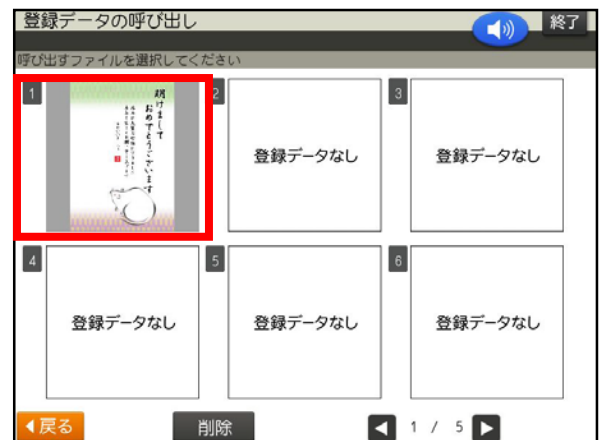 登録データの呼び出し
終了
呼び出すファイルを選択してください
1
明けまして
おめでとうございます
2
登録データなし
3
登録データなし
4
登録データなし
5
登録データなし
6
登録データなし
戻る
削除
1 / 5